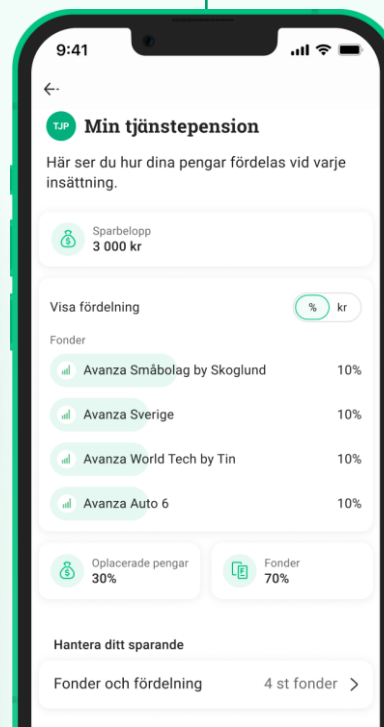 9:41
TJP Min tjänstepension
Här ser du hur dina pengar fördelas vid varje
insättning.
Sparbelopp
3 000 kr
Visa fördelning % kr
Fonder
Avanza Småbolag by Skoglund 10%
Avanza Sverige 10%
Avanza World Tech by Tin 10%
Avanza Auto 6 10%
Oplacerade pengar
30%
Fonder
70%
Hantera ditt sparande
Fonder och fördelning 4 st fonder